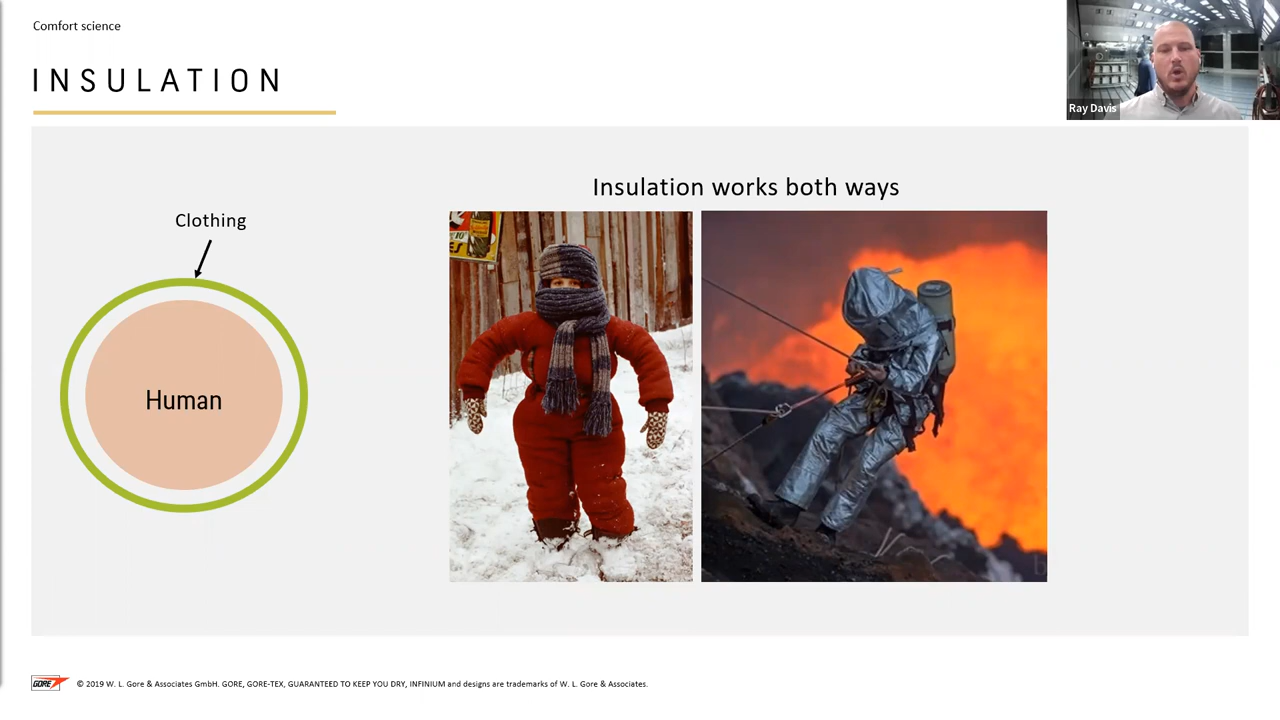 Comfort science
INSULATION
Ray Davis
Insulation works both ways
Clothing
Human
GORE
© 2019 W. L. Gore & Associates GmbH. GORE, GORE-TEX, GUARANTEED TO KEEP YOU DRY, INFINIUM and designs are trademarks of W. L. Gore & Associates.